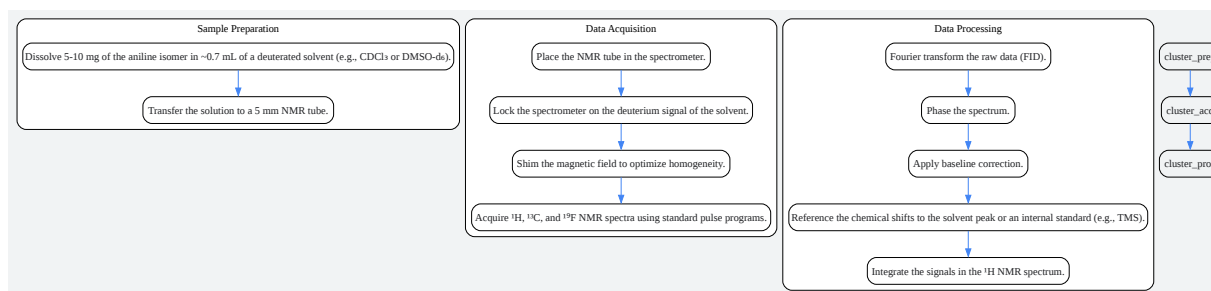 Sample Preparation
Dissolve 5-10 mg of the aniline isomer in ~0.7 mL of a deuterated solvent (e.g., CDCl₃ or DMSO-d₆).
Transfer the solution to a 5 mm NMR tube.
Data Acquisition
Place the NMR tube in the spectrometer.
Lock the spectrometer on the deuterium signal of the solvent.
Shim the magnetic field to optimize homogeneity.
Acquire ¹H, ¹³C, and ¹⁹F NMR spectra using standard pulse programs.
Data Processing
Fourier transform the raw data (FID).
Phase the spectrum.
Apply baseline correction.
Reference the chemical shifts to the solvent peak or an internal standard (e.g., TMS).
Integrate the signals in the ¹H NMR spectrum.
cluster_pre
cluster_acc
cluster_pro